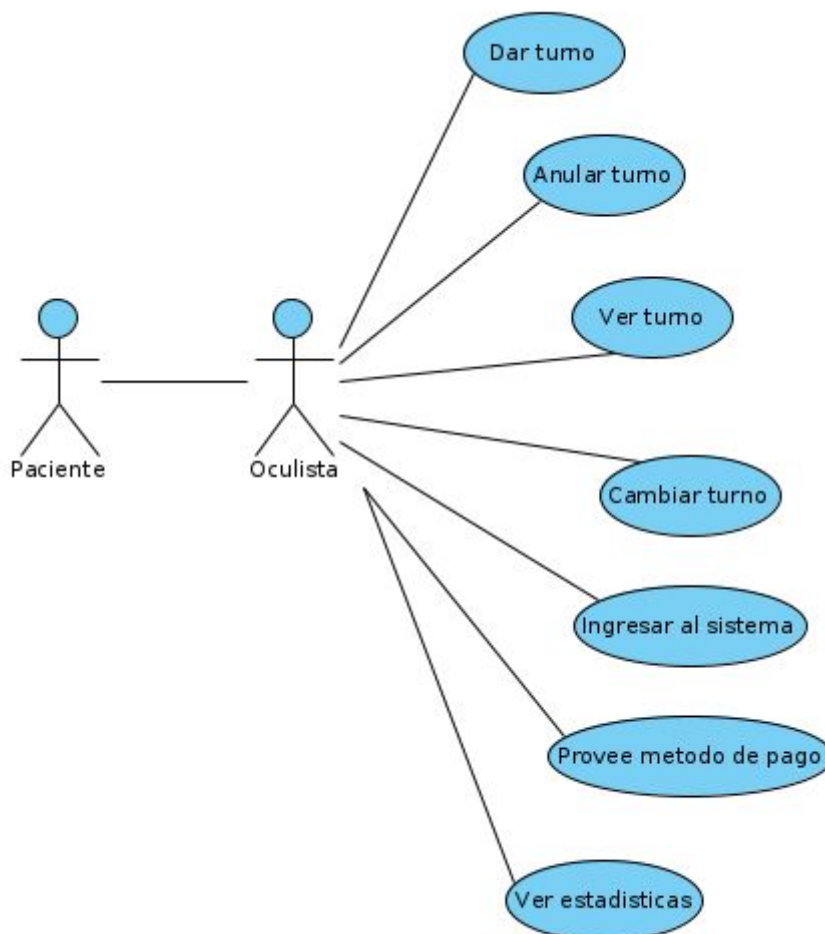 Dar turno
Anular turno
Ver turno
Paciente
Oculista
Cambiar turno
Ingresar al sistema
Provee metodo de pago
Ver estadisticas